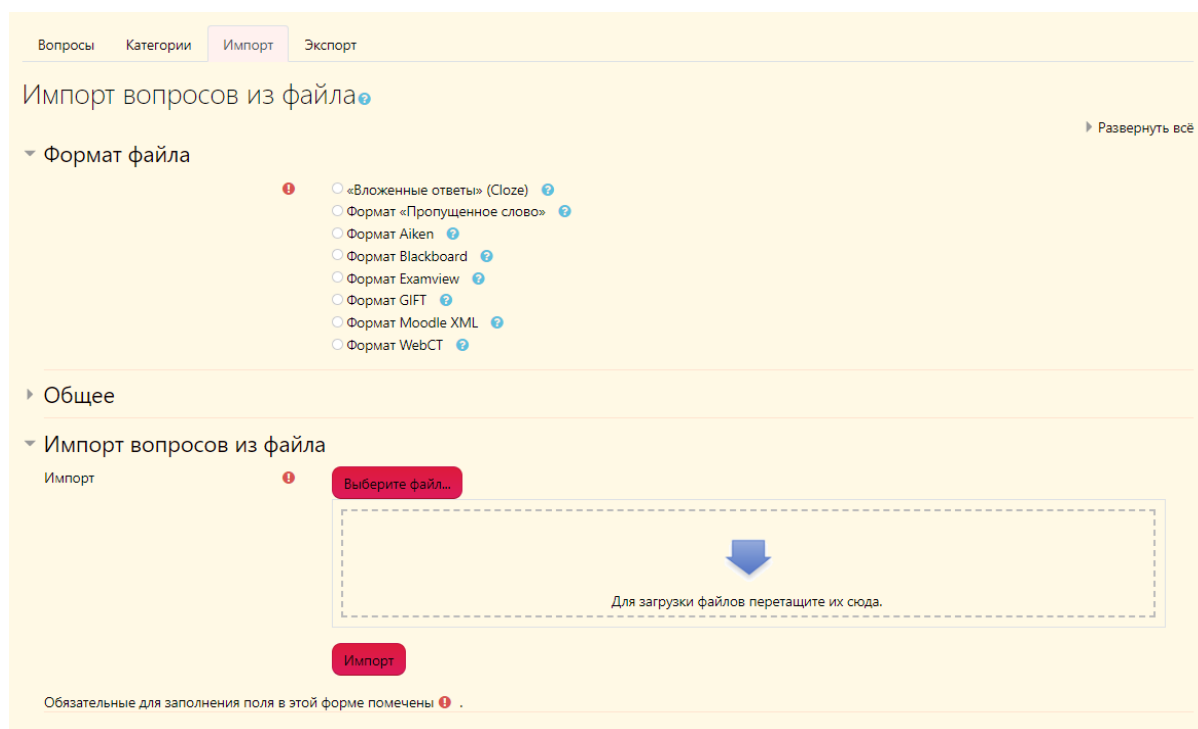 Вопросы Категории Импорт Экспорт
Импорт вопросов из файла
Развернуть всё
Формат файла
«Вложенные ответы» (Cloze)
Формат «Пропущенное слово»
Формат Aiken
Формат Blackboard
Формат Examview
Формат GIFT
Формат Moodle XML
Формат WebCT
Общее
Импорт вопросов из файла
Импорт
Выберите файл...
Для загрузки файлов перетащите их сюда.
Импорт
Обязательные для заполнения поля в этой форме помечены .